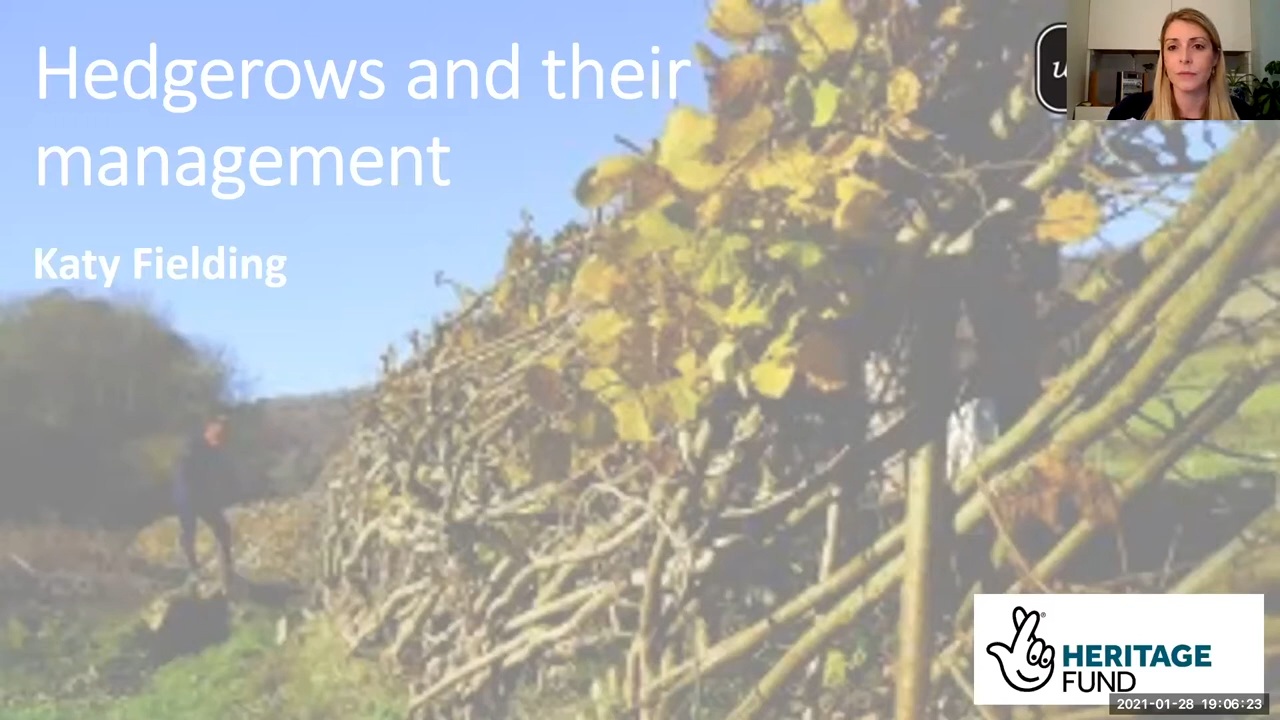 Hedgerows and their
management
Katy Fielding
HERITAGE
FUND
2021-01-28 19:06:23